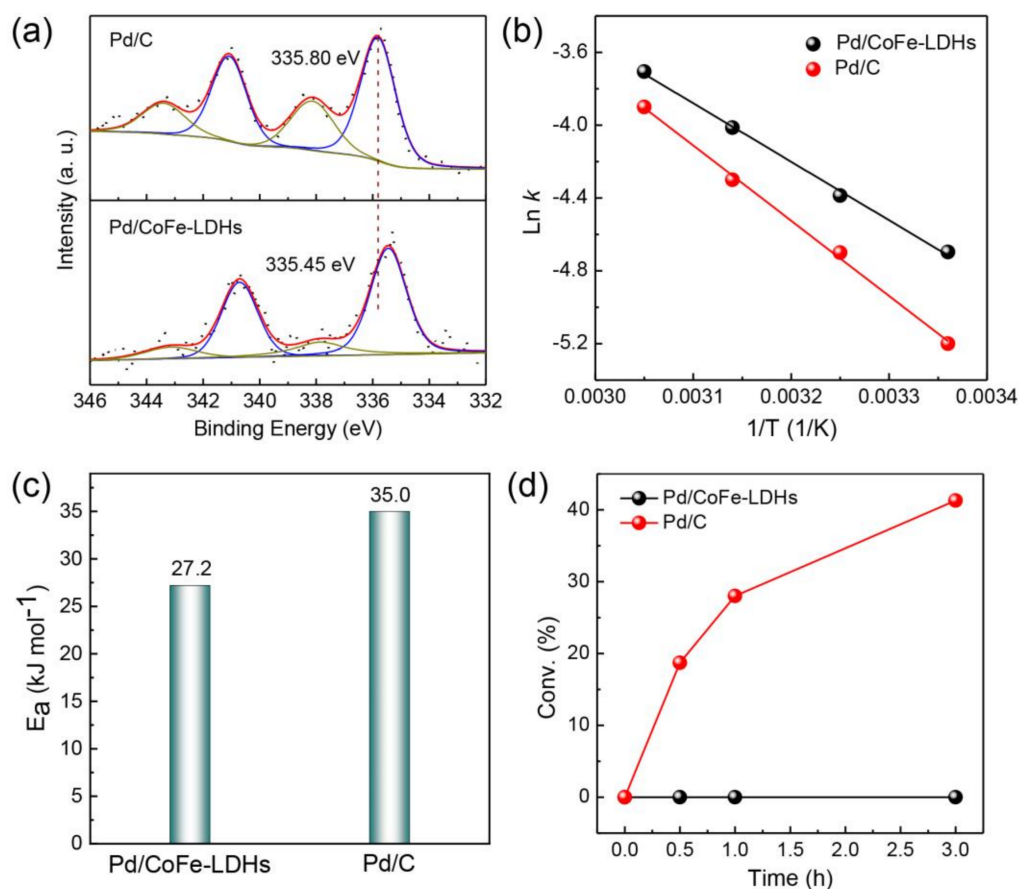 (a)
Pd/C
335.80 eV
Pd/CoFe-LDHs
335.45 eV
Intensity (a. u.)
346 344 342 340 338 336 334 332
Binding Energy (eV)
(b)
Pd/CoFe-LDHs
Pd/C
-3.6
-4.0
-4.4
-4.8
-5.2
Ln k
0.0030 0.0031 0.0032 0.0033 0.0034
1/T (1/K)
(c)
35.0
27.2
35
30
25
20
15
10
5
0
Ea (kJ mol-1)
Pd/CoFe-LDHs Pd/C
(d)
Pd/CoFe-LDHs
Pd/C
40
30
20
10
0
Conv. (%)
0.0 0.5 1.0 1.5 2.0 2.5 3.0
Time (h)